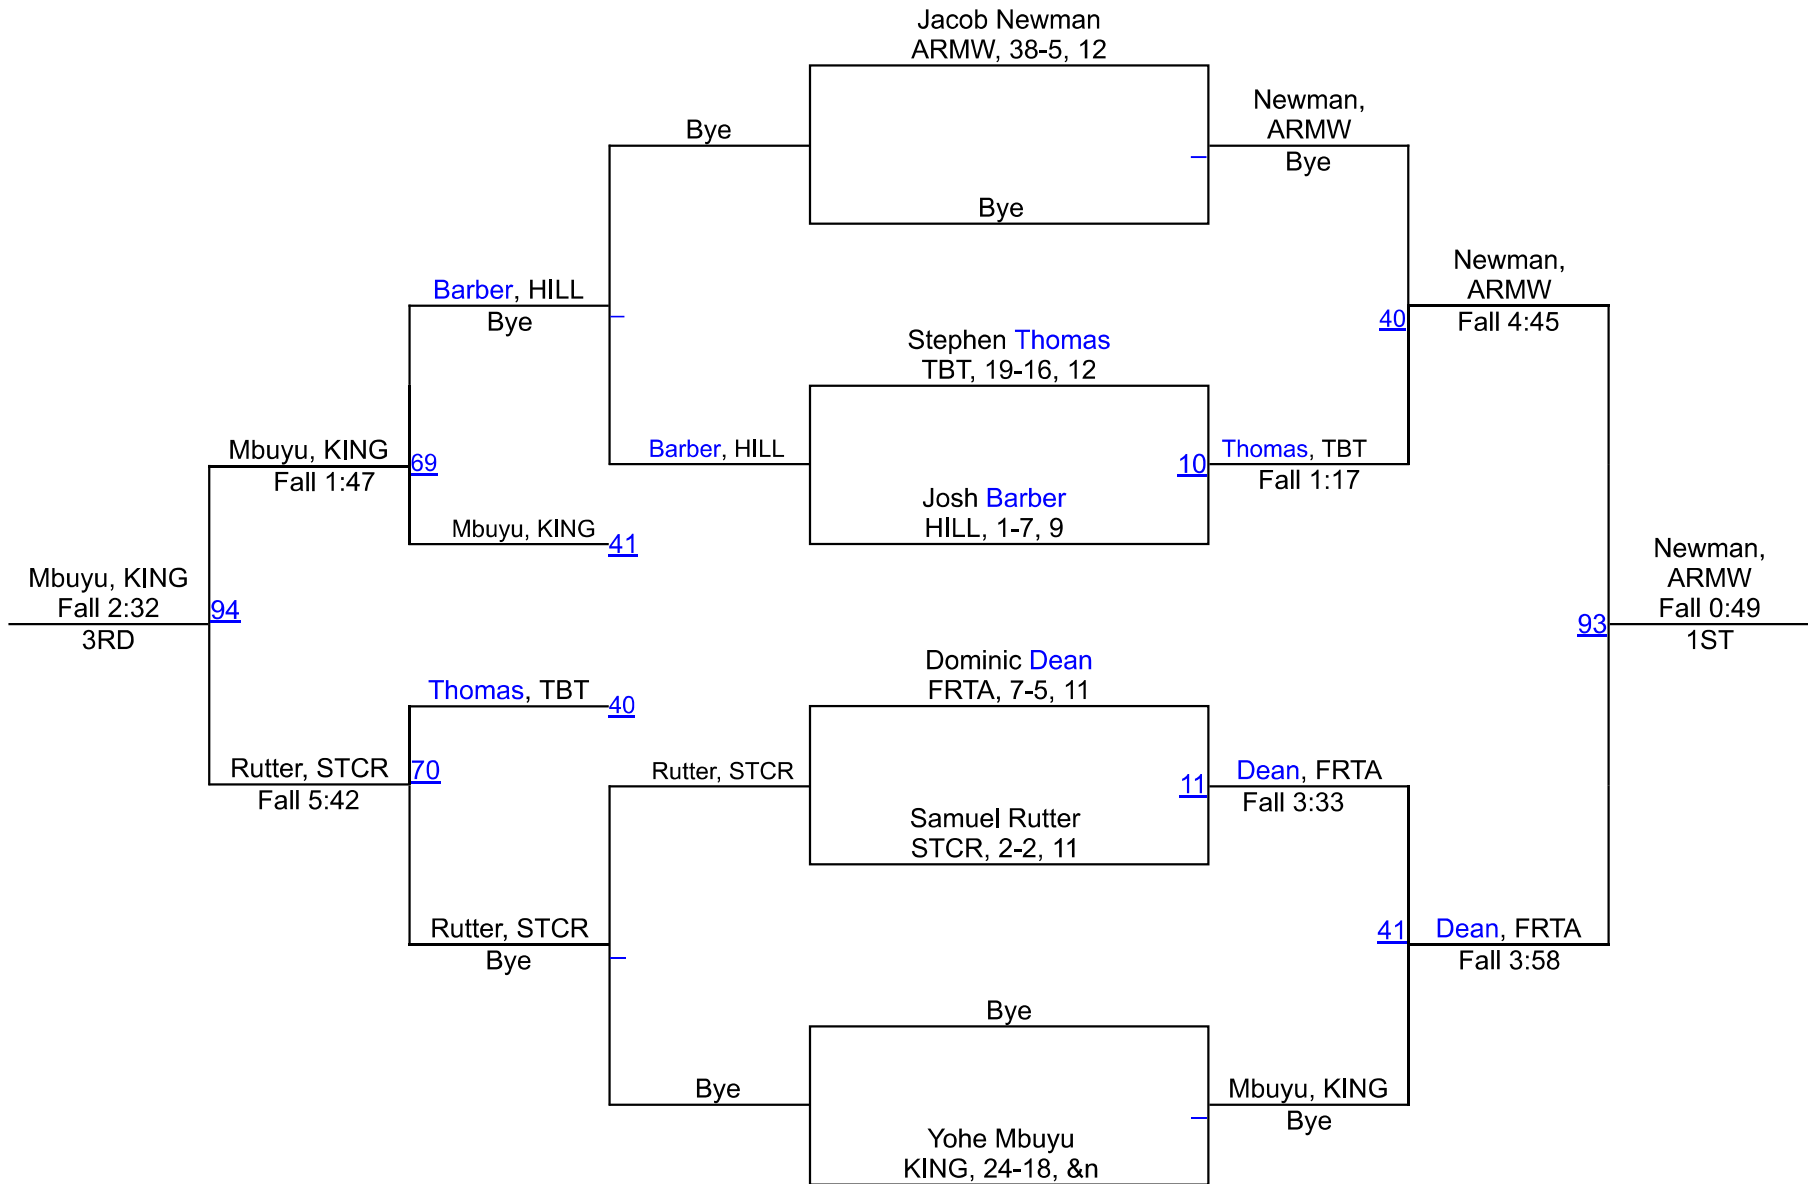 Jacob Newman
ARMW, 38-5, 12
Newman,
ARMW
Bye
Bye
Bye
Newman,
ARMW
Fall 4:45
40
Barber, HILL
Bye
Stephen Thomas
TBT, 19-16, 12
Mbuyu, KING
Fall 1:47
69
Barber, HILL
10
Thomas, TBT
Fall 1:17
Josh Barber
HILL, 1-7, 9
Mbuyu, KING
41
Mbuyu, KING
Fall 2:32
3RD
94
93
Newman,
ARMW
Fall 0:49
1ST
Thomas, TBT
40
Dominic Dean
FRTA, 7-5, 11
Rutter, STCR
Fall 5:42
70
Rutter, STCR
11
Dean, FRTA
Fall 3:33
Samuel Rutter
STCR, 2-2, 11
Rutter, STCR
Bye
41
Dean, FRTA
Fall 3:58
Bye
Bye
Mbuyu, KING
Bye
Yohe Mbuyu
KING, 24-18, &n